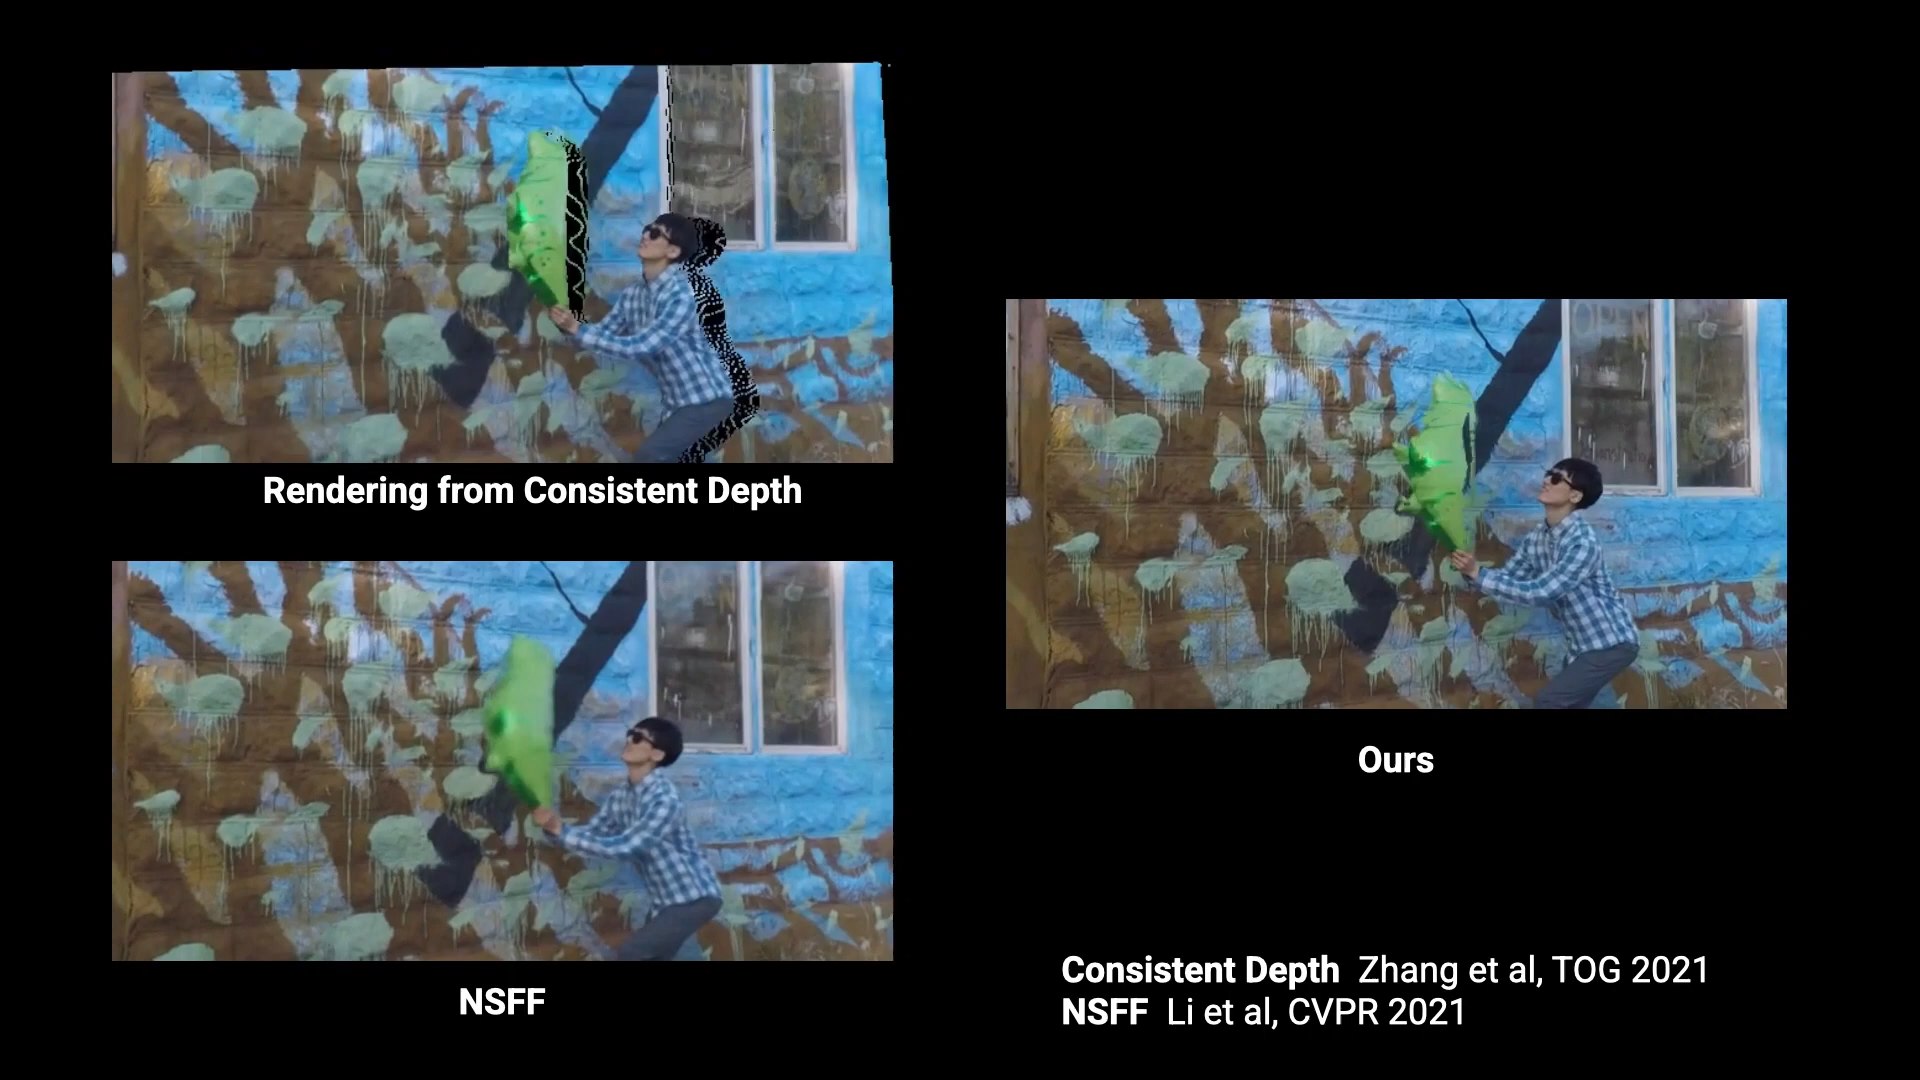 OPEN
Rendering from Consistent Depth
NSFF
Ours
Consistent Depth Zhang et al, TOG 2021
NSFF Li et al, CVPR 2021